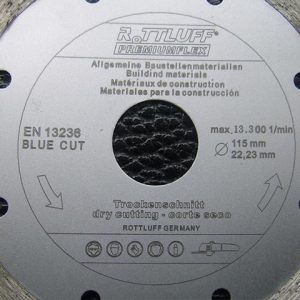 ROTTLUFF
PREMIUMFLEX
Allgemeine Baustellenmaterialien
Buildind materials
Matériaux de construction
Materiales para la construcción
EN 13236
BLUE CUT
max. 13.300 1/min
115 mm
22,23 mm
Trockenschnitt
dry cutting - corte seco
ROTTLUFF GERMANY